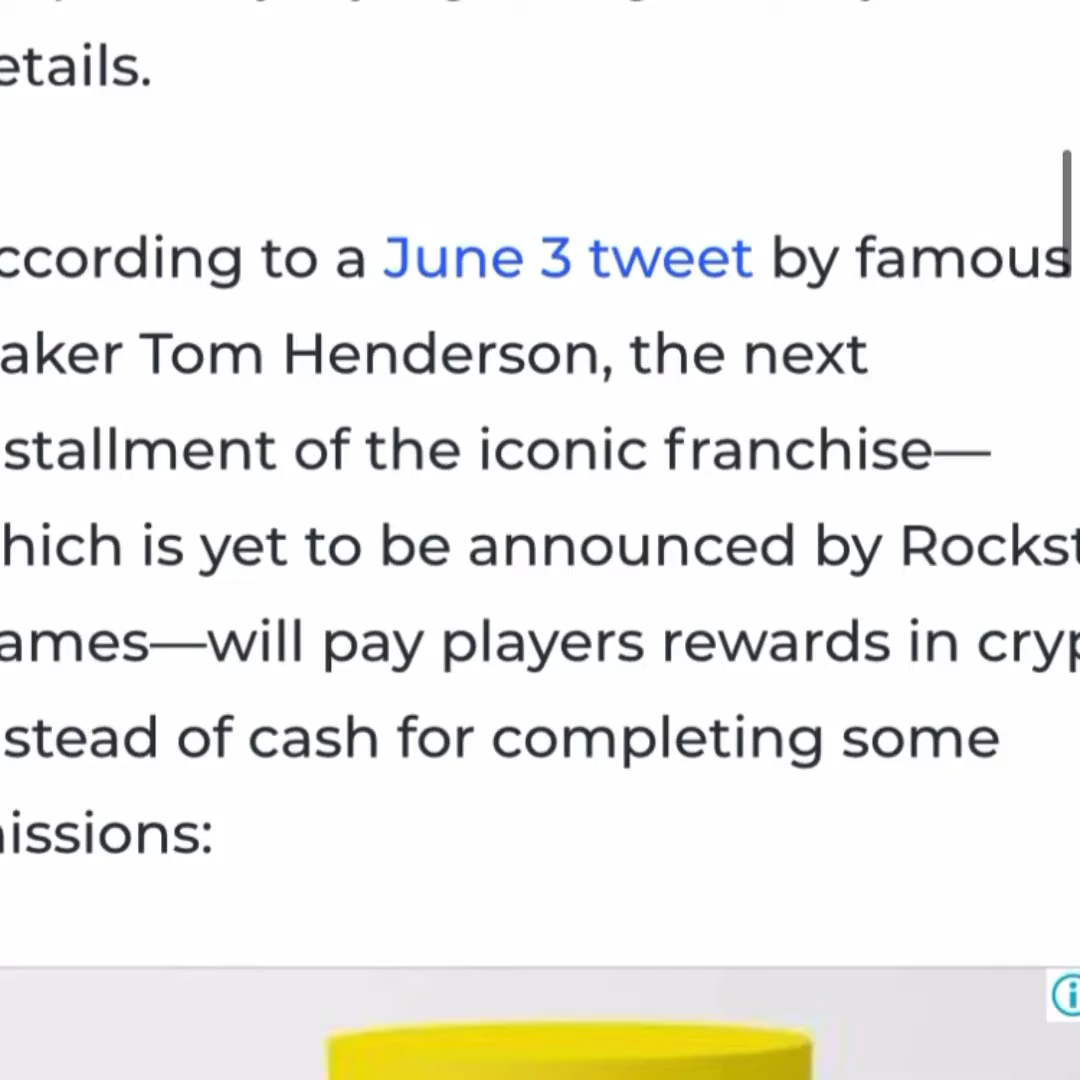 etails.
ccording to a June 3 tweet by famous
aker Tom Henderson, the next
stallment of the iconic franchise—
hich is yet to be announced by Rockst
ames—will pay players rewards in cryp
stead of cash for completing some
issions: